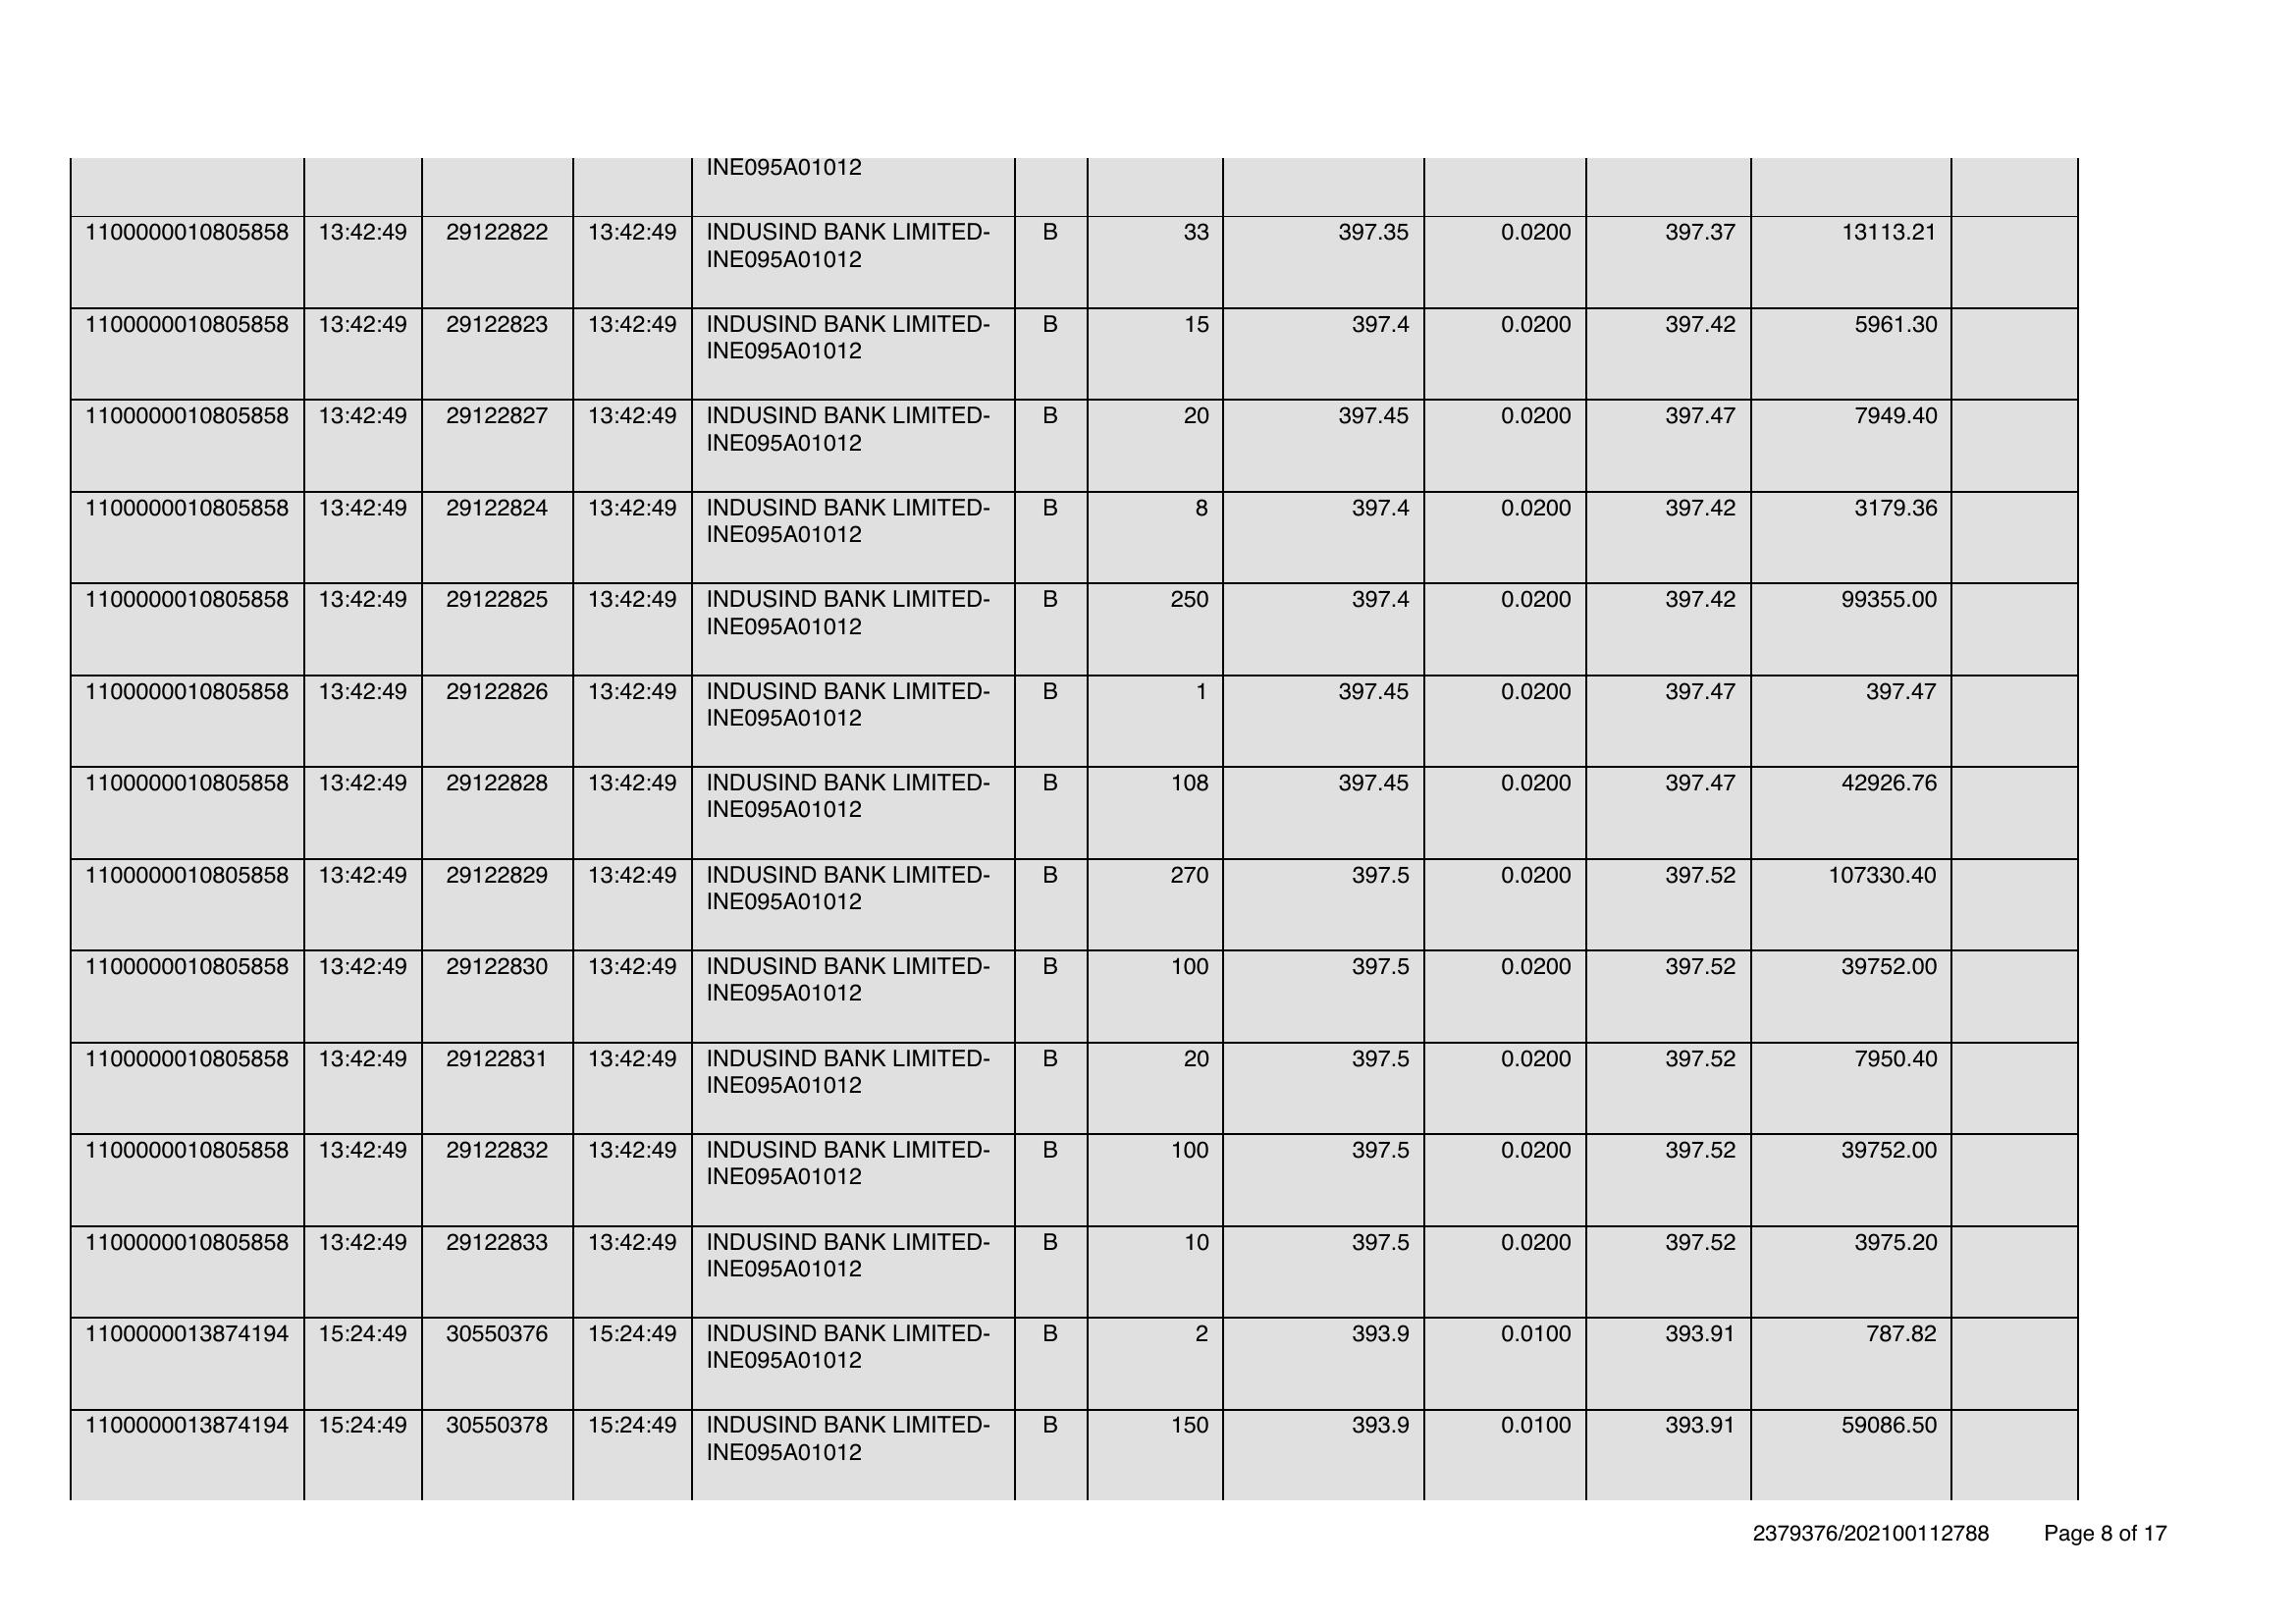 INE095A01012
1100000010805858 13:42:49 29122822 13:42:49 INDUSIND BANK LIMITED- B 33 397.35 0.0200 397.37 13113.21
INE095A01012
1100000010805858 13:42:49 29122823 13:42:49 INDUSIND BANK LIMITED- B 15 397.4 0.0200 397.42 5961.30
INE095A01012
1100000010805858 13:42:49 29122827 13:42:49 INDUSIND BANK LIMITED- B 20 397.45 0.0200 397.47 7949.40
INE095A01012
1100000010805858 13:42:49 29122824 13:42:49 INDUSIND BANK LIMITED- B 8 397.4 0.0200 397.42 3179.36
INE095A01012
1100000010805858 13:42:49 29122825 13:42:49 INDUSIND BANK LIMITED- B 250 397.4 0.0200 397.42 99355.00
INE095A01012
1100000010805858 13:42:49 29122826 13:42:49 INDUSIND BANK LIMITED- B 1 397.45 0.0200 397.47 397.47
INE095A01012
1100000010805858 13:42:49 29122828 13:42:49 INDUSIND BANK LIMITED- B 108 397.45 0.0200 397.47 42926.76
INE095A01012
1100000010805858 13:42:49 29122829 13:42:49 INDUSIND BANK LIMITED- B 270 397.5 0.0200 397.52 107330.40
INE095A01012
1100000010805858 13:42:49 29122830 13:42:49 INDUSIND BANK LIMITED- B 100 397.5 0.0200 397.52 39752.00
INE095A01012
1100000010805858 13:42:49 29122831 13:42:49 INDUSIND BANK LIMITED- B 20 397.5 0.0200 397.52 7950.40
INE095A01012
1100000010805858 13:42:49 29122832 13:42:49 INDUSIND BANK LIMITED- B 100 397.5 0.0200 397.52 39752.00
INE095A01012
1100000010805858 13:42:49 29122833 13:42:49 INDUSIND BANK LIMITED- B 10 397.5 0.0200 397.52 3975.20
INE095A01012
1100000013874194 15:24:49 30550376 15:24:49 INDUSIND BANK LIMITED- B 2 393.9 0.0100 393.91 787.82
INE095A01012
1100000013874194 15:24:49 30550378 15:24:49 INDUSIND BANK LIMITED- B 150 393.9 0.0100 393.91 59086.50
INE095A01012
2379376/202100112788 Page 8 of 17